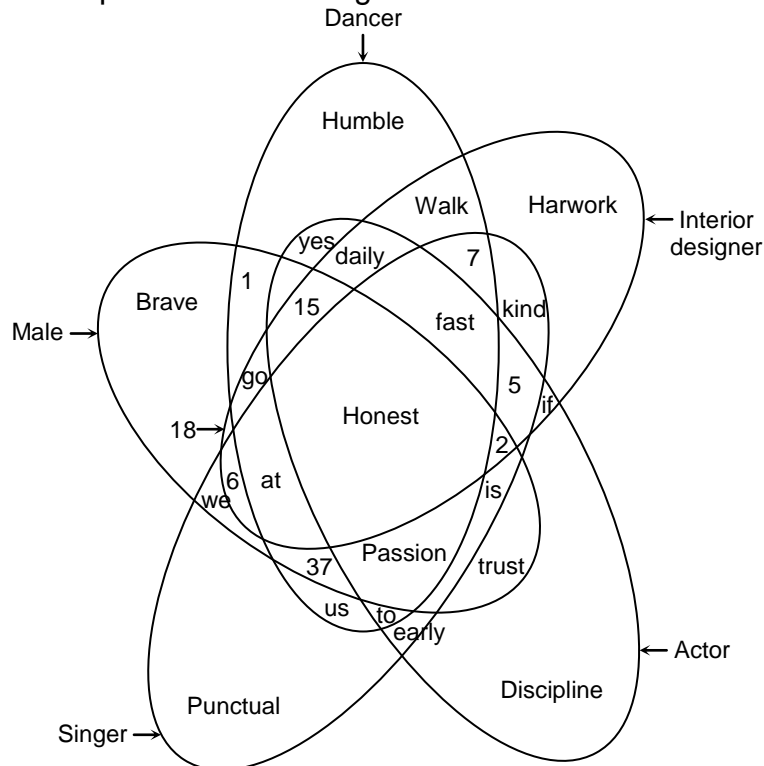 Dancer
Humble
Walk
Harwork
Interior
designer
yes
daily
7
1
Brave
15
kind
fast
Male
go
5
if
Honest
18
2
6
at
is
we
Passion
37
trust
us
to
early
Actor
Discipline
Punctual
Singer